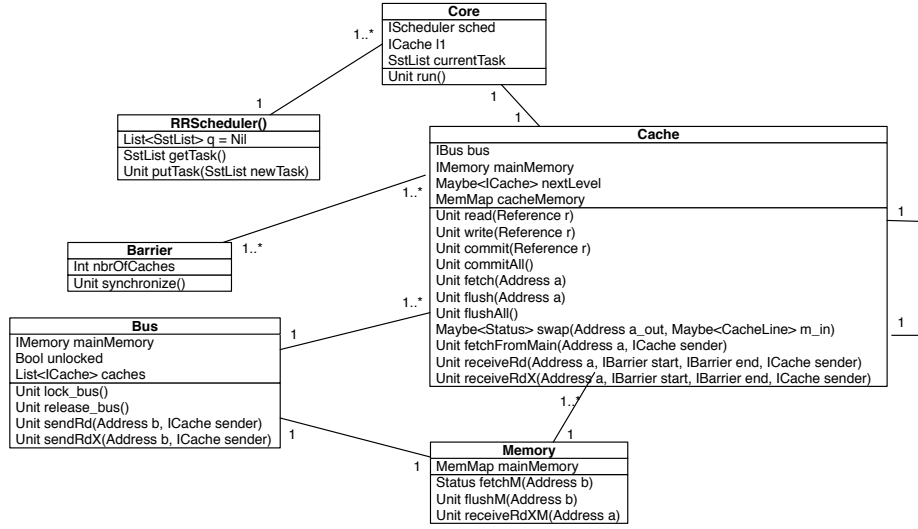 Core
IScheduler sched
ICache l1
SstList currentTask
Unit run()
1..*
1
1
1
RRScheduler()
List<SstList> q = Nil
SstList getTask()
Unit putTask(SstList newTask)
Cache
IBus bus
IMemory mainMemory
Maybe<ICache> nextLevel
MemMap cacheMemory
Unit read(Reference r)
Unit write(Reference r)
Unit commit(Reference r)
Unit commitAll()
Unit fetch(Address a)
Unit flush(Address a)
Unit flushAll()
Maybe<Status> swap(Address a_out, Maybe<CacheLine> m_in)
Unit fetchFromMain(Address a, ICache sender)
Unit receiveRd(Address a, IBarrier start, IBarrier end, ICache sender)
Unit receiveRdX(Address a, IBarrier start, IBarrier end, ICache sender)
1
1
1..*
1..*
Barrier
Int nbrOfCaches
Unit synchronize()
1..*
1
Bus
IMemory mainMemory
Bool unlocked
List<ICache> caches
Unit lock_bus()
Unit release_bus()
Unit sendRd(Address b, ICache sender)
Unit sendRdX(Address b, ICache sender)
1
1
1..*
1
Memory
MemMap mainMemory
Status fetchM(Address b)
Unit flushM(Address b)
Unit receiveRdXM(Address a)